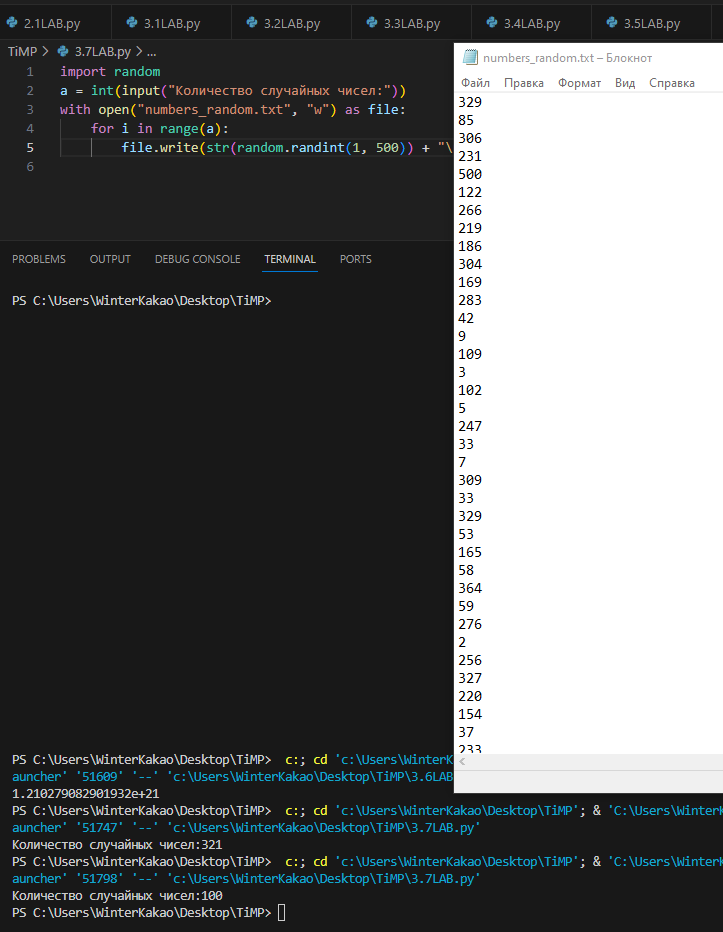 2.1LAB.py 3.1LAB.py 3.2LAB.py 3.3LAB.py 3.4LAB.py 3.5LAB.py
TiMP > 3.7LAB.py > ...
1 import random
2 a = int(input("Количество случайных чисел:"))
3 with open("numbers_random.txt", "w") as file:
4 for i in range(a):
5 file.write(str(random.randint(1, 500)) + "\
6
PROBLEMS OUTPUT DEBUG CONSOLE TERMINAL PORTS
PS C:\Users\WinterKakao\Desktop\TiMP>
numbers_random.txt – Блокнот
Файл Правка Формат Вид Справка
329
85
306
231
500
122
266
219
186
304
169
283
42
9
109
3
102
5
247
33
7
309
33
329
53
165
58
364
59
276
2
256
327
220
154
37
233
PS C:\Users\WinterKakao\Desktop\TiMP> c:; cd 'c:\Users\WinterK
auncher' '51609' '--' 'c:\Users\WinterKakao\Desktop\TiMP\3.6LAB
1.210279082901932e+21
PS C:\Users\WinterKakao\Desktop\TiMP> c:; cd 'c:\Users\WinterKakao\Desktop\TiMP'; & 'C:\Users\WinterK
auncher' '51747' '--' 'c:\Users\WinterKakao\Desktop\TiMP\3.7LAB.py'
Количество случайных чисел:321
PS C:\Users\WinterKakao\Desktop\TiMP> c:; cd 'c:\Users\WinterKakao\Desktop\TiMP'; & 'C:\Users\WinterK
auncher' '51798' '--' 'c:\Users\WinterKakao\Desktop\TiMP\3.7LAB.py'
Количество случайных чисел:100
PS C:\Users\WinterKakao\Desktop\TiMP>